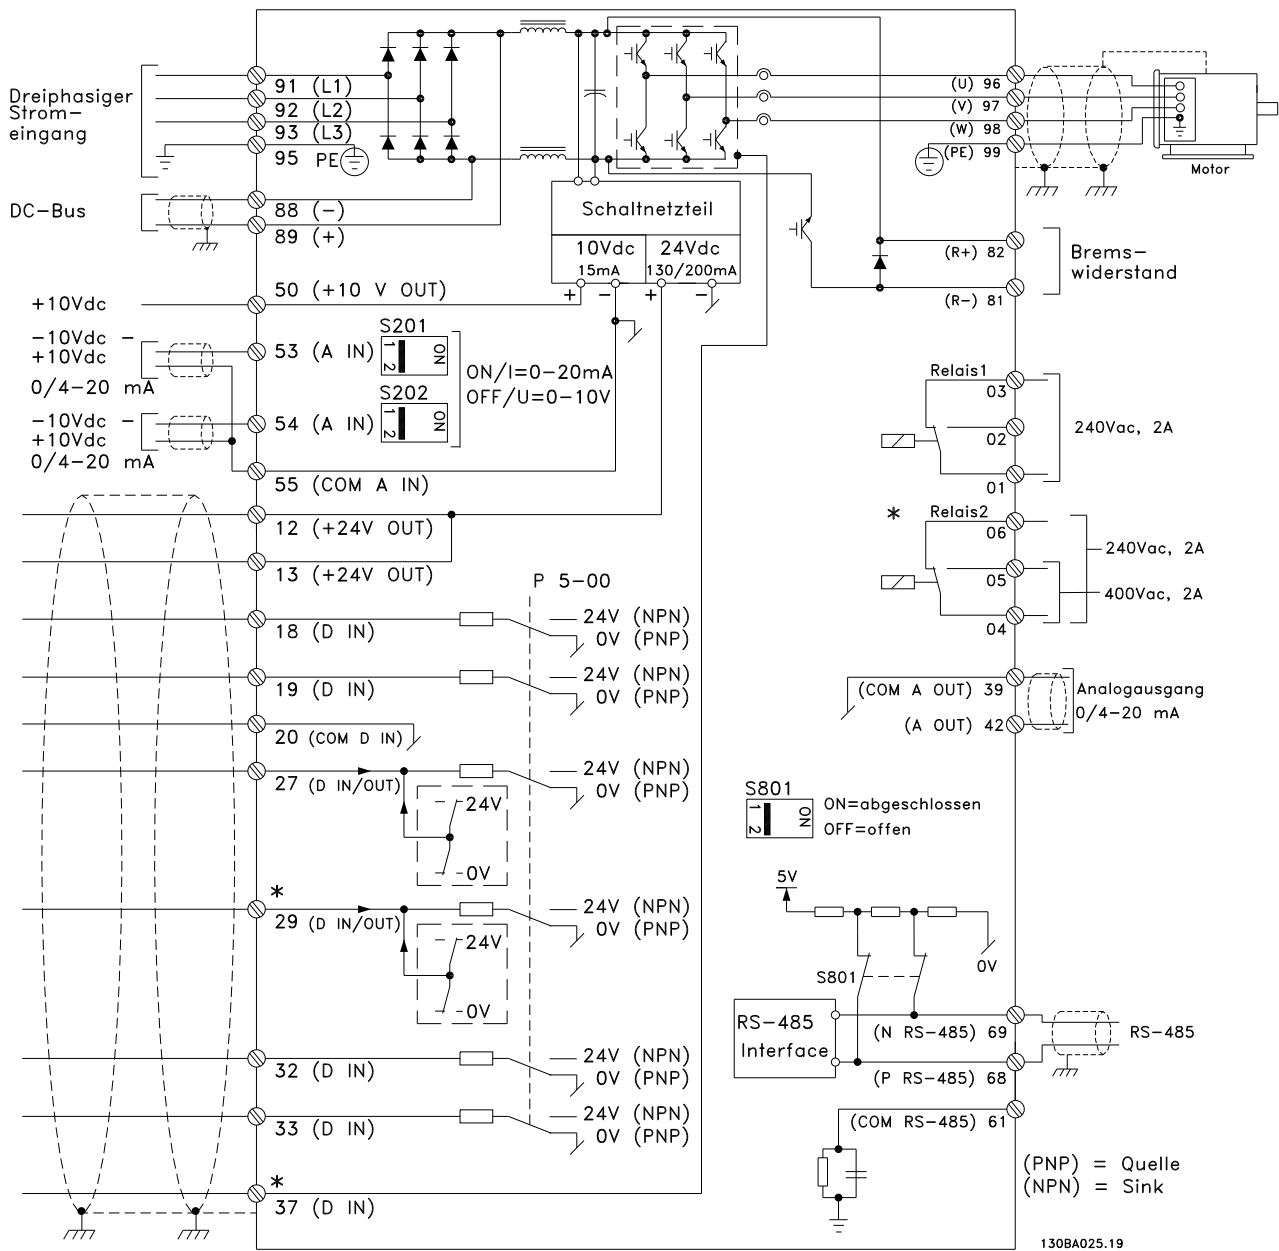 Dreiphasiger
Strom-
eingang
91 (L1)
92 (L2)
93 (L3)
95 PE
DC-Bus
88 (-)
89 (+)
+10Vdc
50 (+10 V OUT)
-10Vdc -
+10Vdc
0/4-20 mA
53 (A IN)
S201
1 2 ON
-10Vdc -
+10Vdc
0/4-20 mA
54 (A IN)
S202
1 2 ON
ON/I=0-20mA
OFF/U=0-10V
55 (COM A IN)
12 (+24V OUT)
13 (+24V OUT)
P 5-00
18 (D IN)
24V (NPN)
0V (PNP)
19 (D IN)
24V (NPN)
0V (PNP)
20 (COM D IN)
27 (D IN/OUT)
24V (NPN)
0V (PNP)
24V
0V
*
29 (D IN/OUT)
24V (NPN)
0V (PNP)
24V
0V
32 (D IN)
24V (NPN)
0V (PNP)
33 (D IN)
24V (NPN)
0V (PNP)
*
37 (D IN)
Schaltnetzteil
10Vdc
15mA
24Vdc
130/200mA
+ - + -
(U) 96
(V) 97
(W) 98
(PE) 99
Motor
(R+) 82
(R-) 81
Brems-
widerstand
Relais1
03
02
01
240Vac, 2A
*
Relais2
06
05
04
240Vac, 2A
400Vac, 2A
(COM A OUT) 39
(A OUT) 42
Analogausgang
0/4-20 mA
S801
1 2 ON
ON=abgeschlossen
OFF=offen
5V
0V
S801
RS-485
Interface
(N RS-485) 69
(P RS-485) 68
RS-485
(COM RS-485) 61
(PNP) = Quelle
(NPN) = Sink
130BA025.19